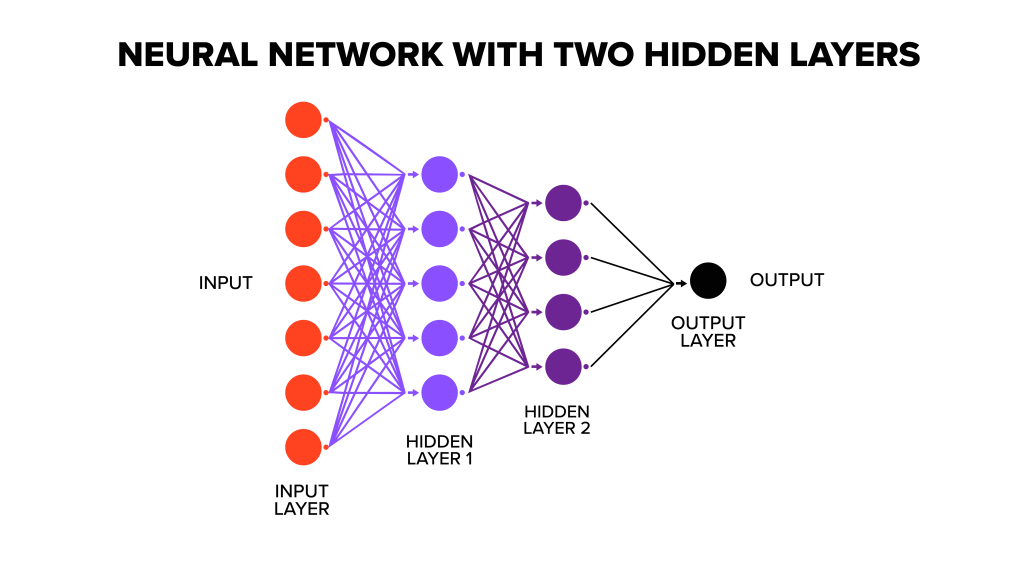 NEURAL NETWORK WITH TWO HIDDEN LAYERS
INPUT
OUTPUT
OUTPUT
LAYER
HIDDEN
LAYER 2
HIDDEN
LAYER 1
INPUT
LAYER